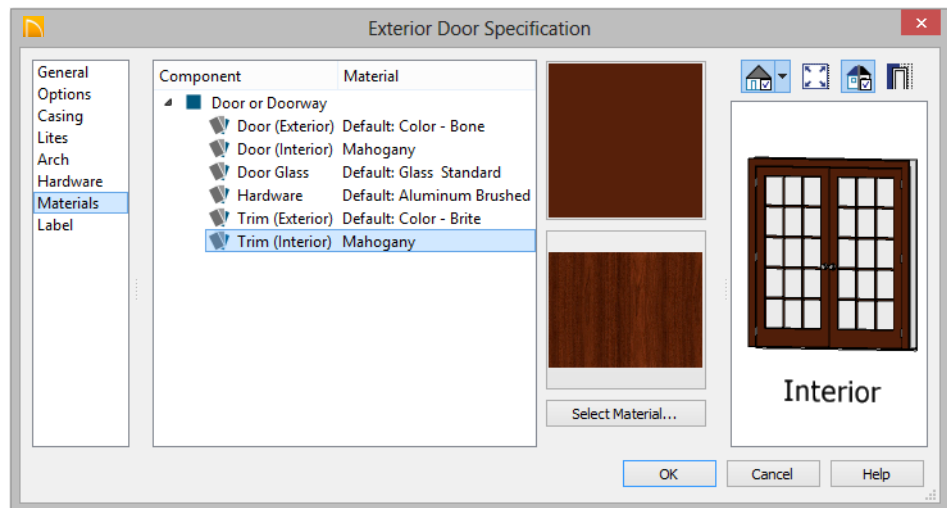 Exterior Door Specification
General
Options
Casing
Lites
Arch
Hardware
Materials
Label
Component Material
Door or Doorway
Door (Exterior) Default: Color - Bone
Door (Interior) Mahogany
Door Glass Default: Glass Standard
Hardware Default: Aluminum Brushed
Trim (Exterior) Default: Color - Brite
Trim (Interior) Mahogany
Select Material...
Interior
OK Cancel Help